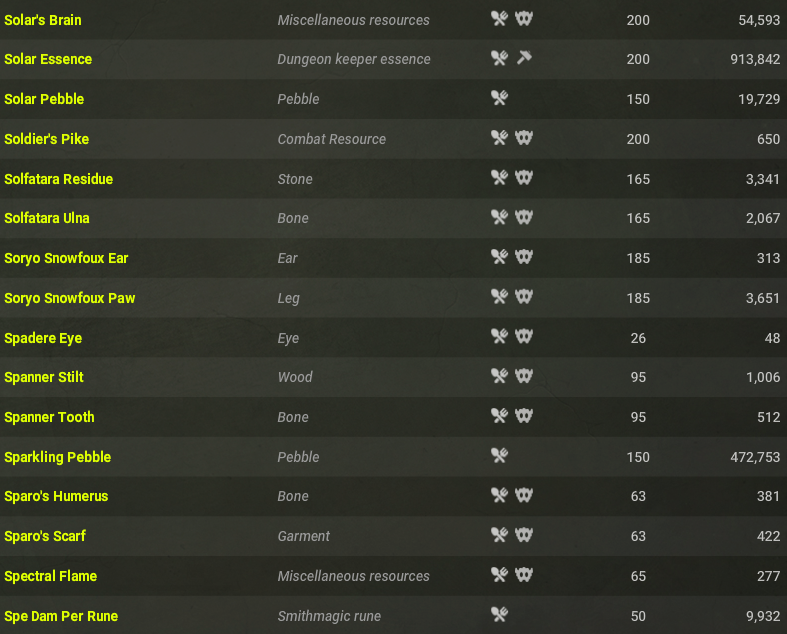 Solar's Brain Miscellaneous resources 200 54,593
Solar Essence Dungeon keeper essence 200 913,842
Solar Pebble Pebble 150 19,729
Soldier's Pike Combat Resource 200 650
Solfatara Residue Stone 165 3,341
Solfatara Ulna Bone 165 2,067
Soryo Snowfoux Ear Ear 185 313
Soryo Snowfoux Paw Leg 185 3,651
Spadere Eye Eye 26 48
Spanner Stilt Wood 95 1,006
Spanner Tooth Bone 95 512
Sparkling Pebble Pebble 150 472,753
Sparo's Humerus Bone 63 381
Sparo's Scarf Garment 63 422
Spectral Flame Miscellaneous resources 65 277
Spe Dam Per Rune Smithmagic rune 50 9,932